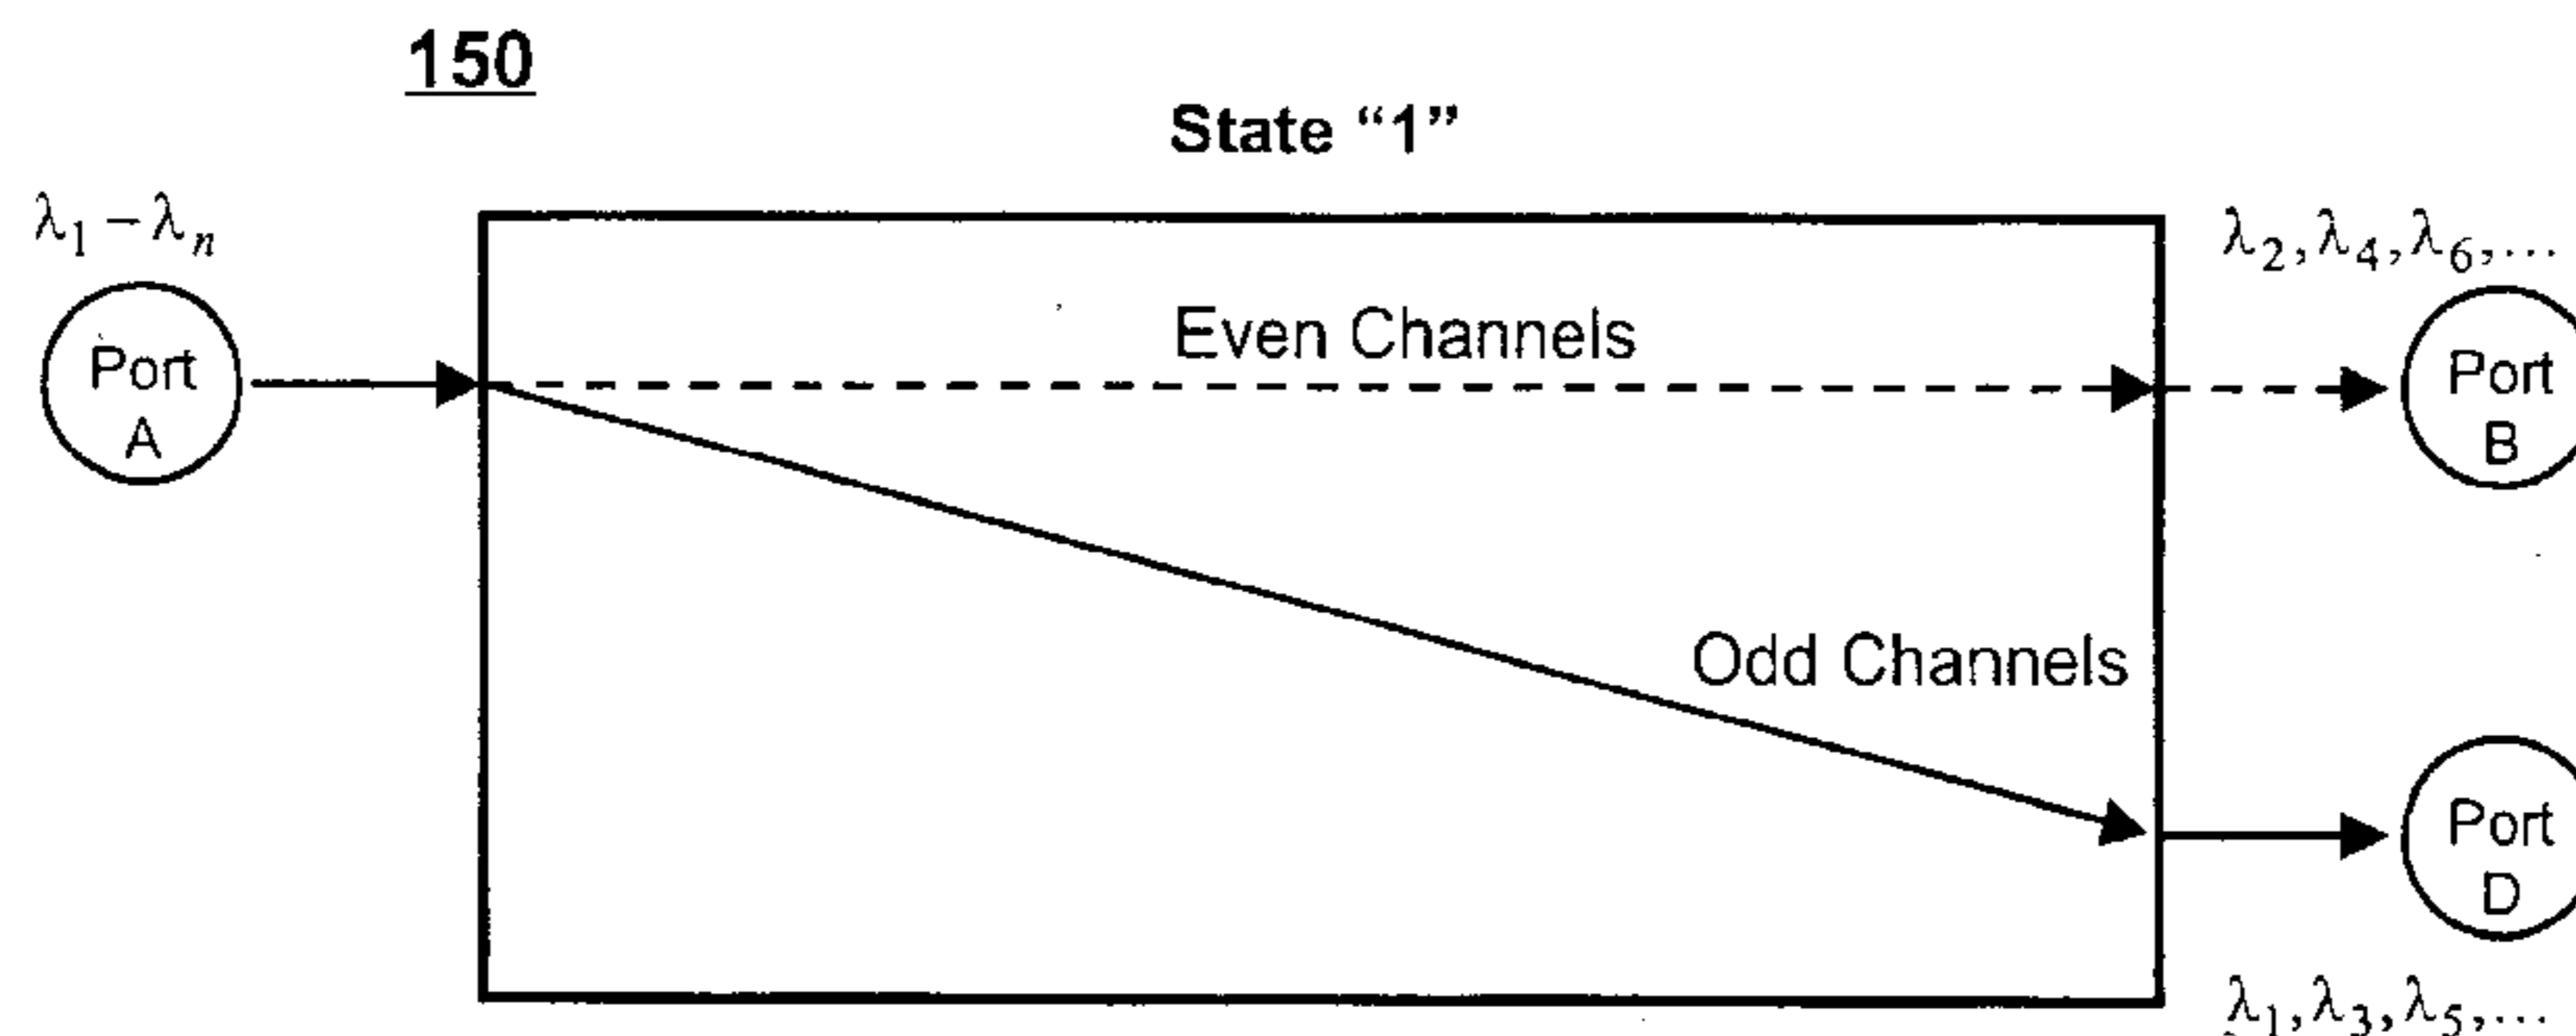 150
State “1”
λ₁ – λₙ
λ₂, λ₄, λ₆,...
Port
A
Even Channels
Port
B
Odd Channels
Port
D
λ₁, λ₃, λ₅,...